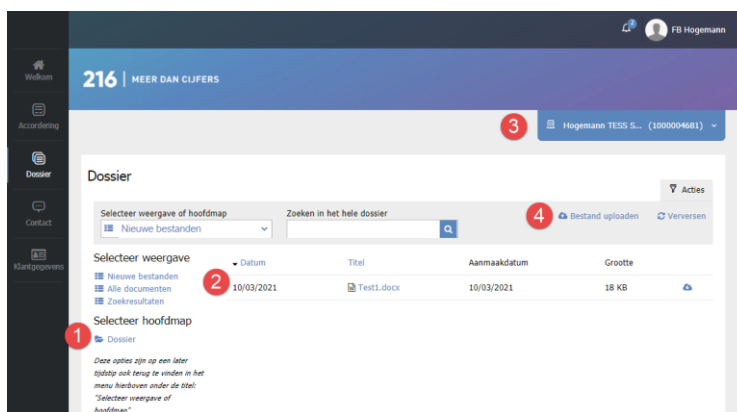 2
FB Hogemann
Welkom
216 | MEER DAN CIJFERS
Accordering
3
Hogemann TESS S... (1000004681)
Dossier
Dossier
Acties
Contact
Selecteer weergave of hoofdmap
Zoeken in het hele dossier
Nieuwe bestanden
4
Bestand uploaden
Verversen
Klantgegevens
Selecteer weergave
Datum
Titel
Aanmaakdatum
Grootte
Nieuwe bestanden
Alle documenten
Zoekresultaten
2
10/03/2021
Test1.docx
10/03/2021
18 KB
Selecteer hoofdmap
1
Dossier
Deze opties zijn op een later
tijdstip ook terug te vinden in het
menu hierboven onder de titel:
"Selecteer weergave of
hoofdmap"